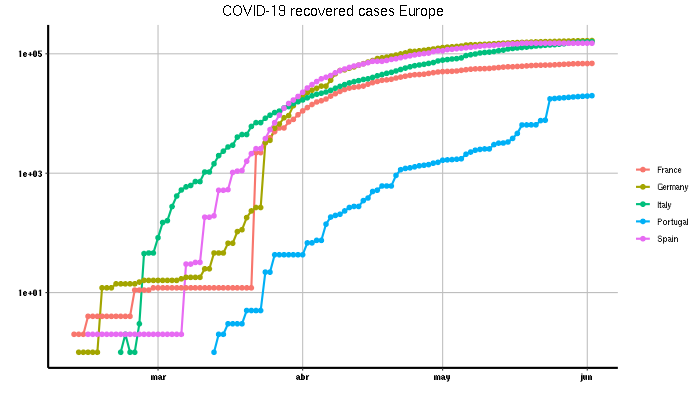 COVID-19 recovered cases Europe
1e+05
1e+03
1e+01
mar
abr
may
jun
France
Germany
Italy
Portugal
Spain